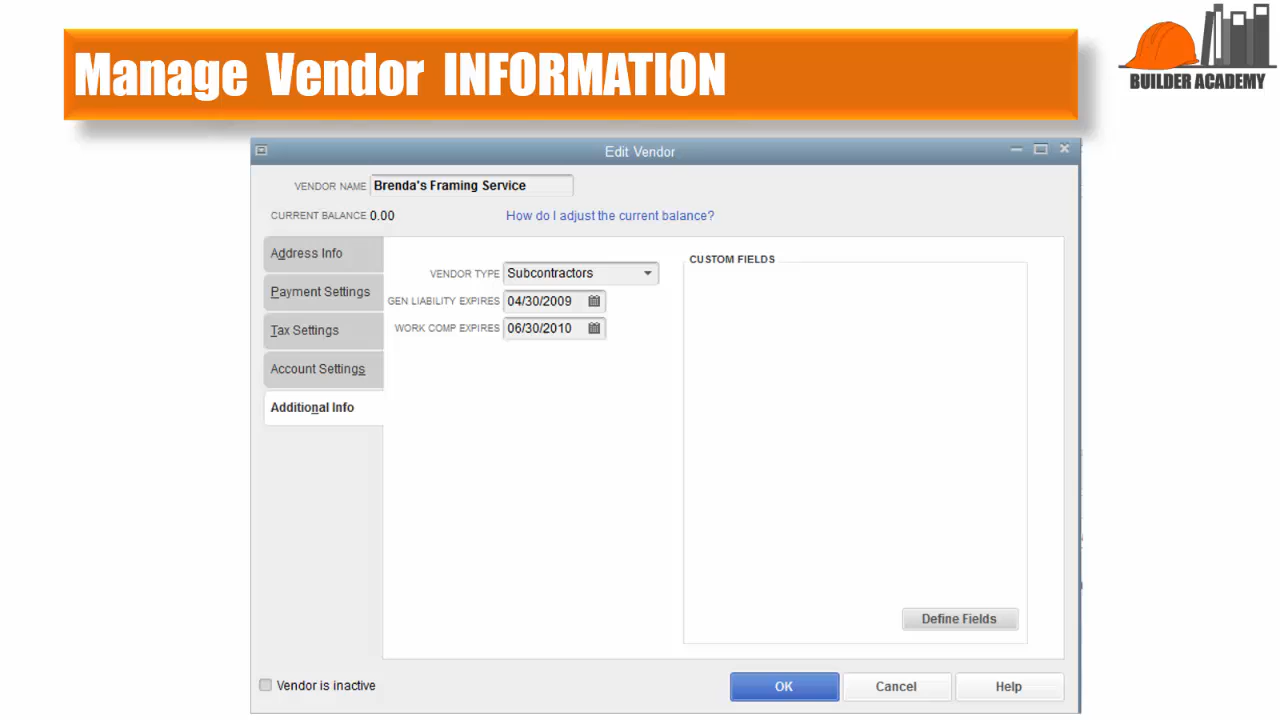 Manage Vendor INFORMATION
BUILDER ACADEMY
Edit Vendor
VENDOR NAME Brenda's Framing Service
CURRENT BALANCE 0.00 How do I adjust the current balance?
Address Info
Payment Settings
Tax Settings
Account Settings
Additional Info
VENDOR TYPE Subcontractors
GEN LIABILITY EXPIRES 04/30/2009
WORK COMP EXPIRES 06/30/2010
CUSTOM FIELDS
Define Fields
Vendor is inactive
OK Cancel Help